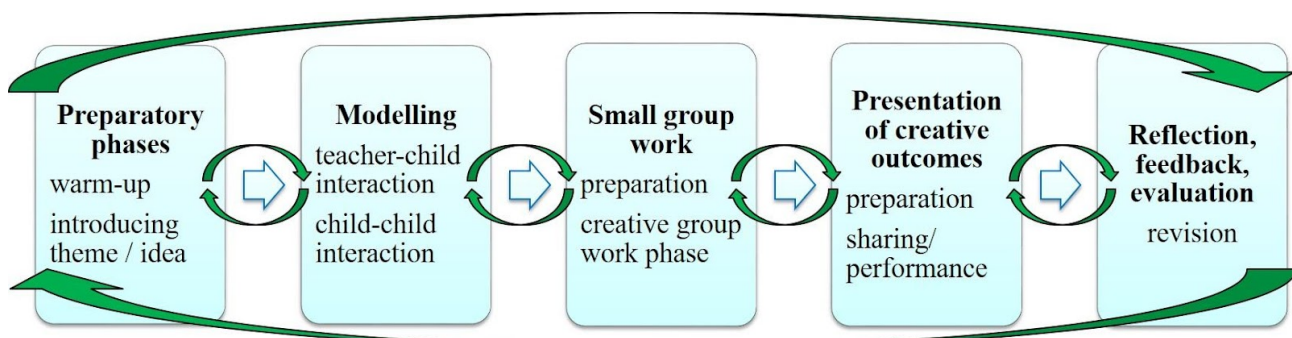 Preparatory
phases
warm-up
introducing
theme / idea
Modelling
teacher-child
interaction
child-child
interaction
Small group
work
preparation
creative group
work phase
Presentation
of creative
outcomes
preparation
sharing/
performance
Reflection,
feedback,
evaluation
revision